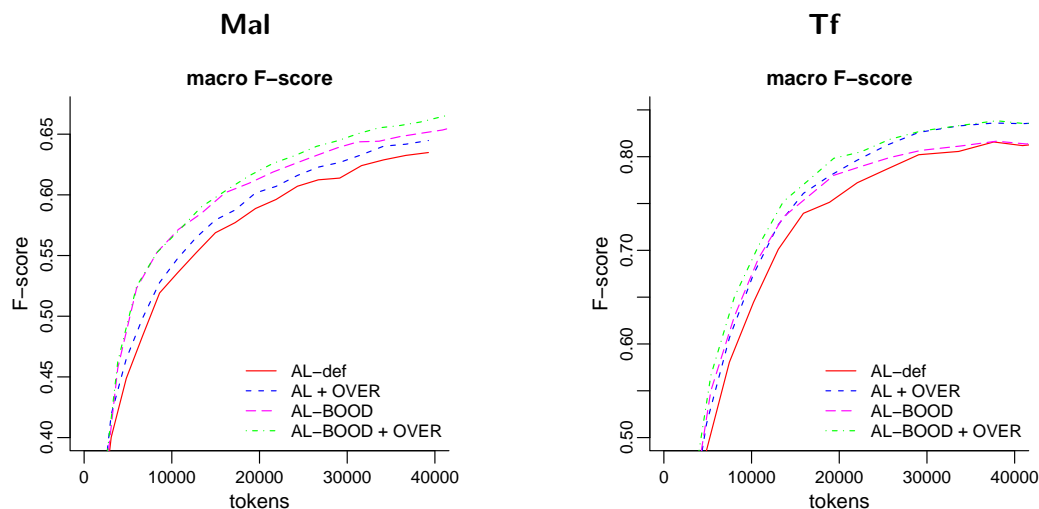 Mal
macro F−score
F−score
0.65
0.60
0.55
0.50
0.45
0.40
AL−def
AL + OVER
AL−BOOD
AL−BOOD + OVER
0 10000 20000 30000 40000
tokens
Tf
macro F−score
F−score
0.80
0.70
0.60
0.50
AL−def
AL + OVER
AL−BOOD
AL−BOOD + OVER
0 10000 20000 30000 40000
tokens